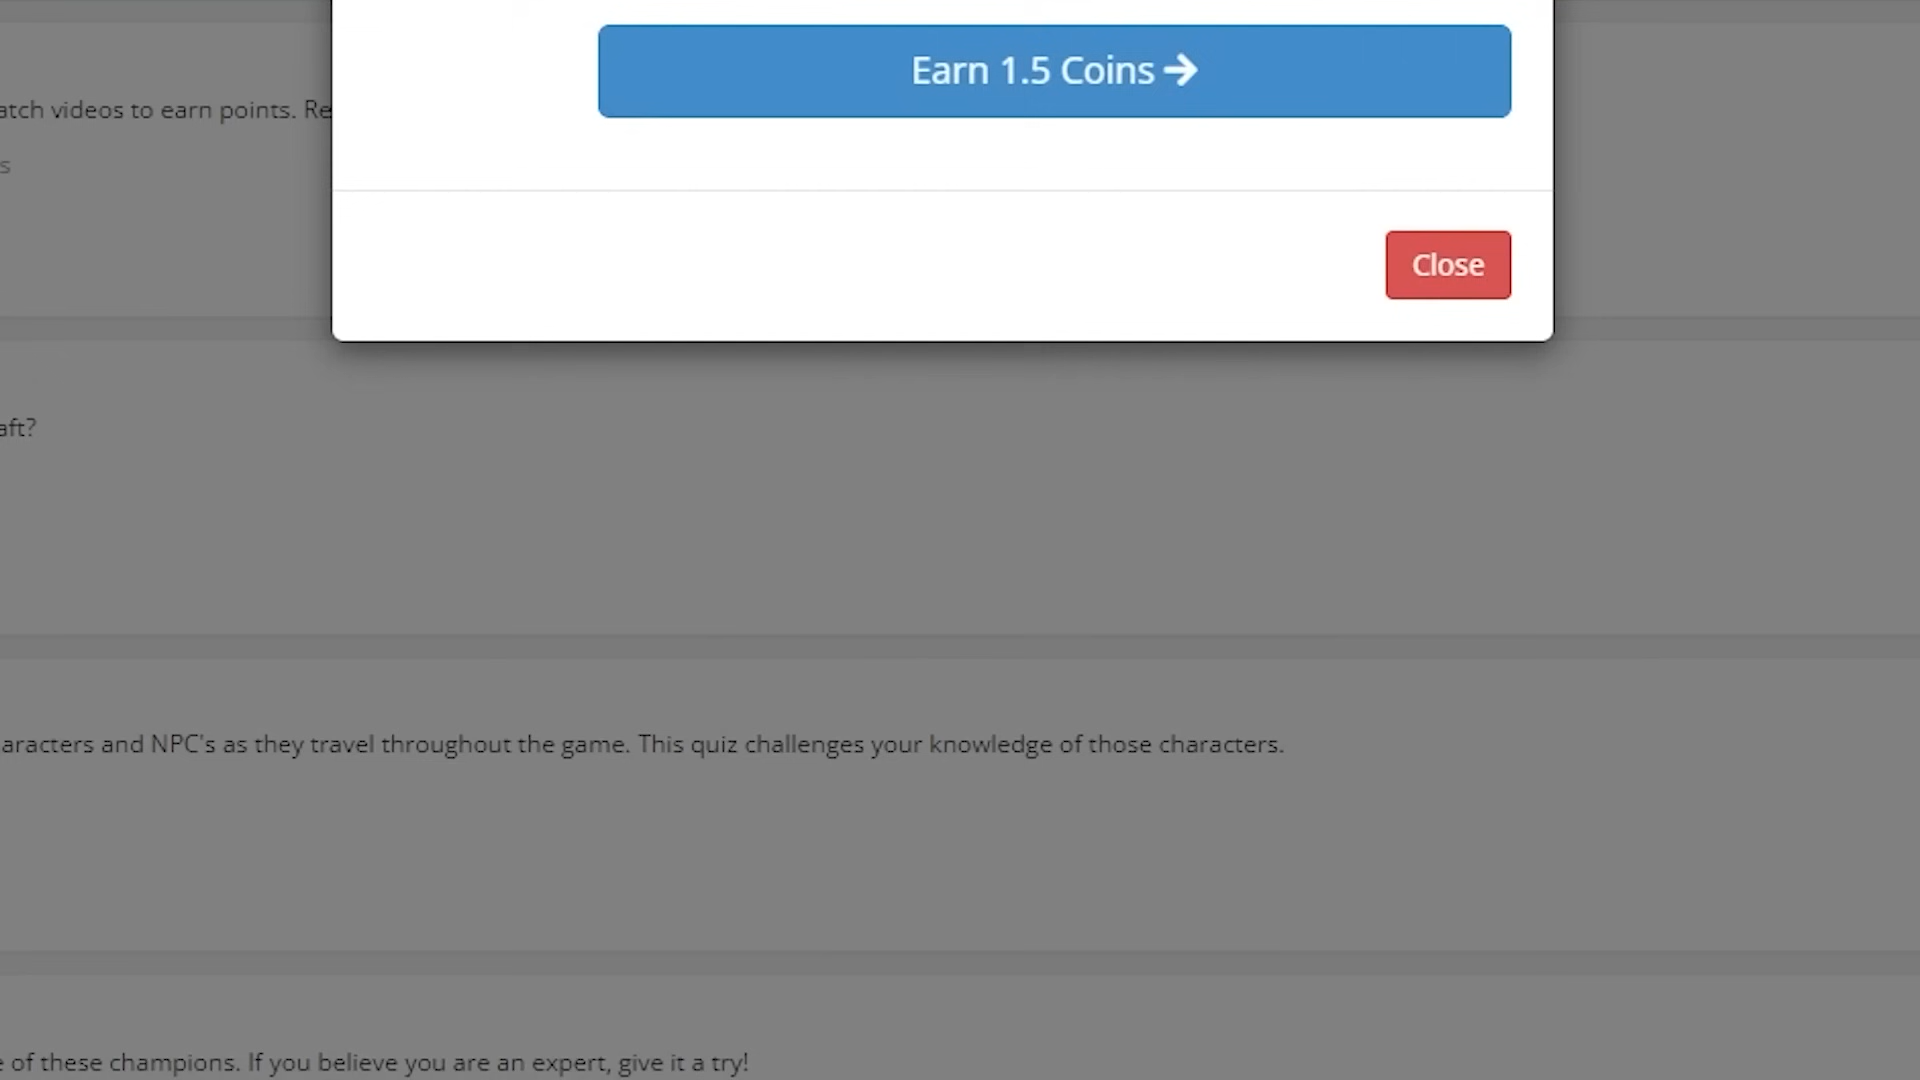 Earn 1.5 Coins
atch videos to earn points. Re
s
Close
aft?
aracters and NPC's as they travel throughout the game. This quiz challenges your knowledge of those characters.
e of these champions. If you believe you are an expert, give it a try!